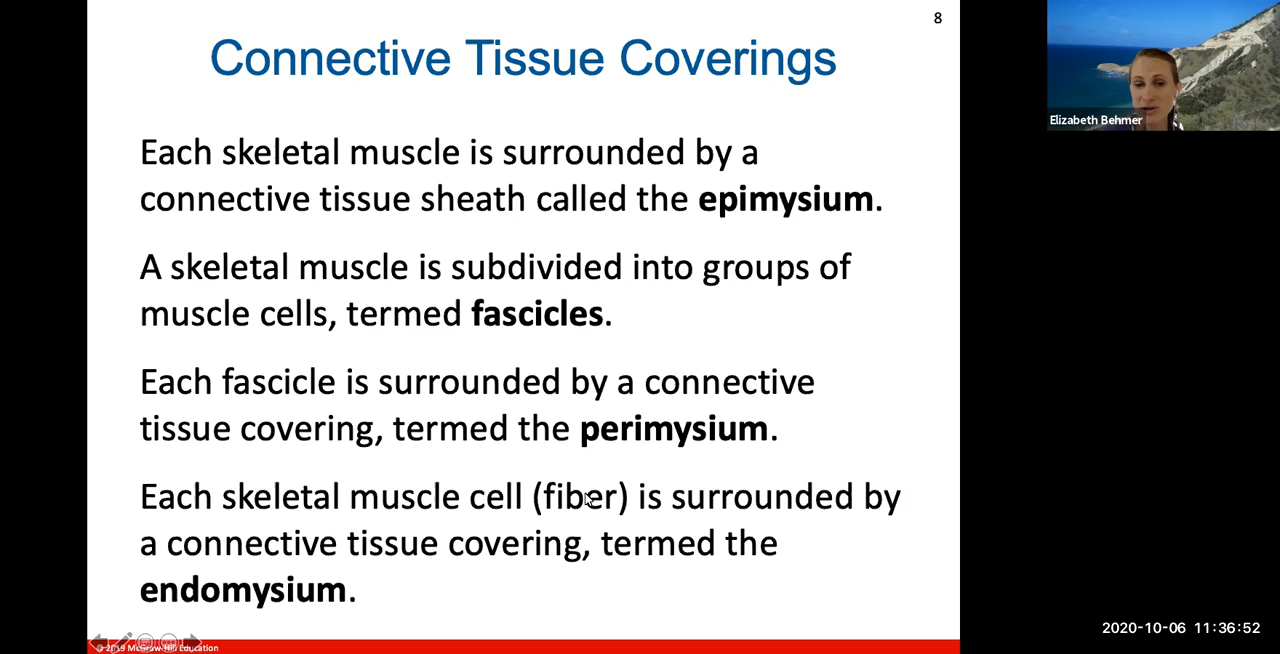 8
Connective Tissue Coverings
Elizabeth Behmer
Each skeletal muscle is surrounded by a
connective tissue sheath called the epimysium.
A skeletal muscle is subdivided into groups of
muscle cells, termed fascicles.
Each fascicle is surrounded by a connective
tissue covering, termed the perimysium.
Each skeletal muscle cell (fiber) is surrounded by
a connective tissue covering, termed the
endomysium.
2020-10-06 11:36:52
© 2019 McGraw-Hill Education